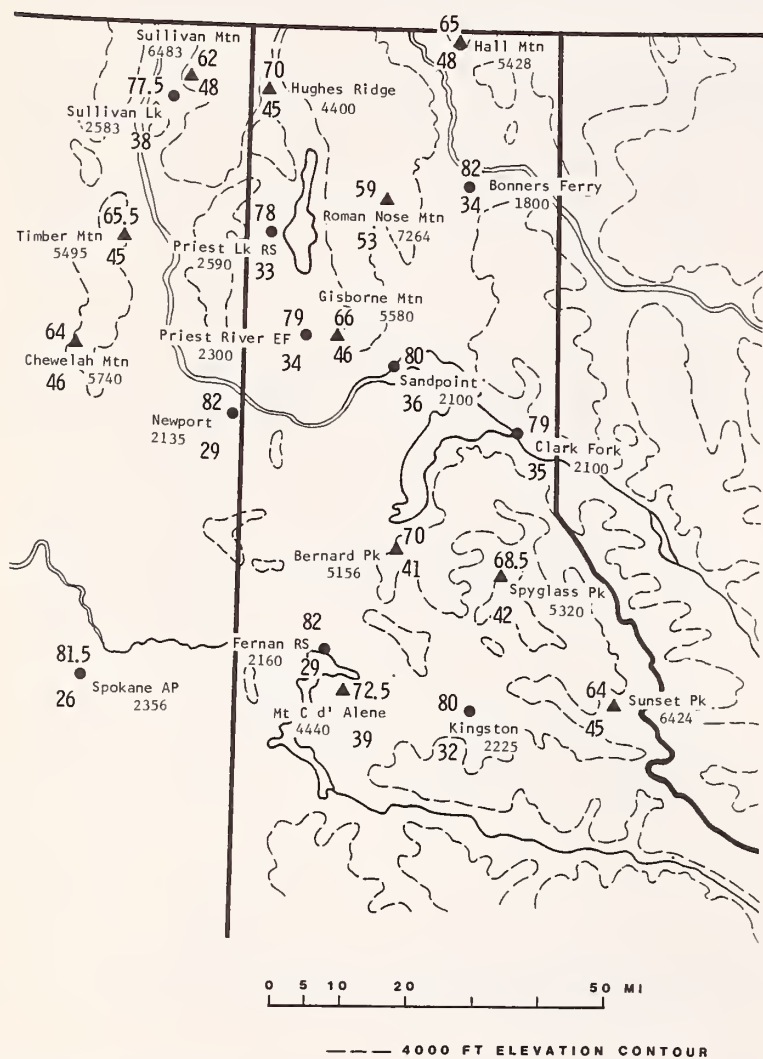 Sullivan Mtn
6483
62
48
77.5
Sullivan Lk
2583
38
70
Hughes Ridge
4400
45
65
Hall Mtn
48
5428
82
Bonners Ferry
34
1800
59
Roman Nose Mtn
7264
53
78
Priest Lk RS
2590
33
65.5
Timber Mtn
5495
45
Gisborne Mtn
5580
66
46
79
Priest River EF
2300
34
64
Chewelah Mtn
46
5740
80
Sandpoint
36
2100
82
Newport
2135
29
79
Clark Fork
35
2100
70
Bernard Pk
5156
41
68.5
Spyglass Pk
5320
42
82
Fernan RS
2160
29
81.5
Spokane AP
26
2356
72.5
Mt C d' Alene
4440
39
80
Kingston
32
2225
64
Sunset Pk
45
6424
0 5 10 20 50 MI
4000 FT ELEVATION CONTOUR